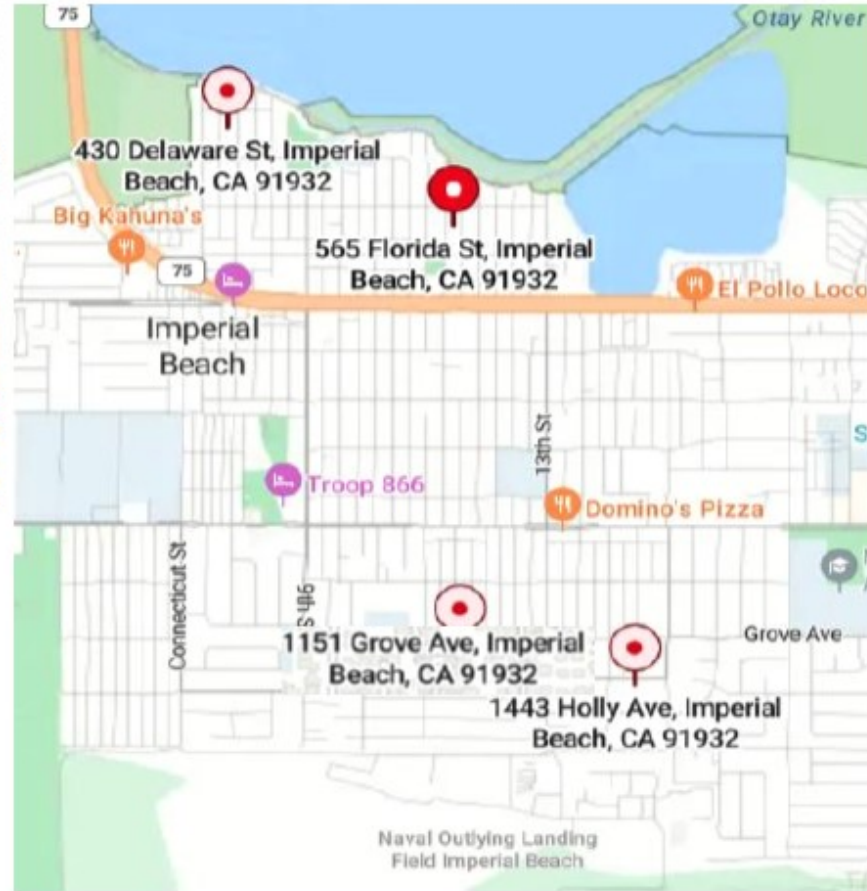 75
Otay River
430 Delaware St, Imperial
Beach, CA 91932
Big Kahuna's
565 Florida St, Imperial
Beach, CA 91932
75
El Pollo Loco
Imperial
Beach
13th St
Troop 866
Domino's Pizza
Connecticut St
9th S
1151 Grove Ave, Imperial
Beach, CA 91932
Grove Ave
1443 Holly Ave, Imperial
Beach, CA 91932
Naval Outlying Landing
Field Imperial Beach